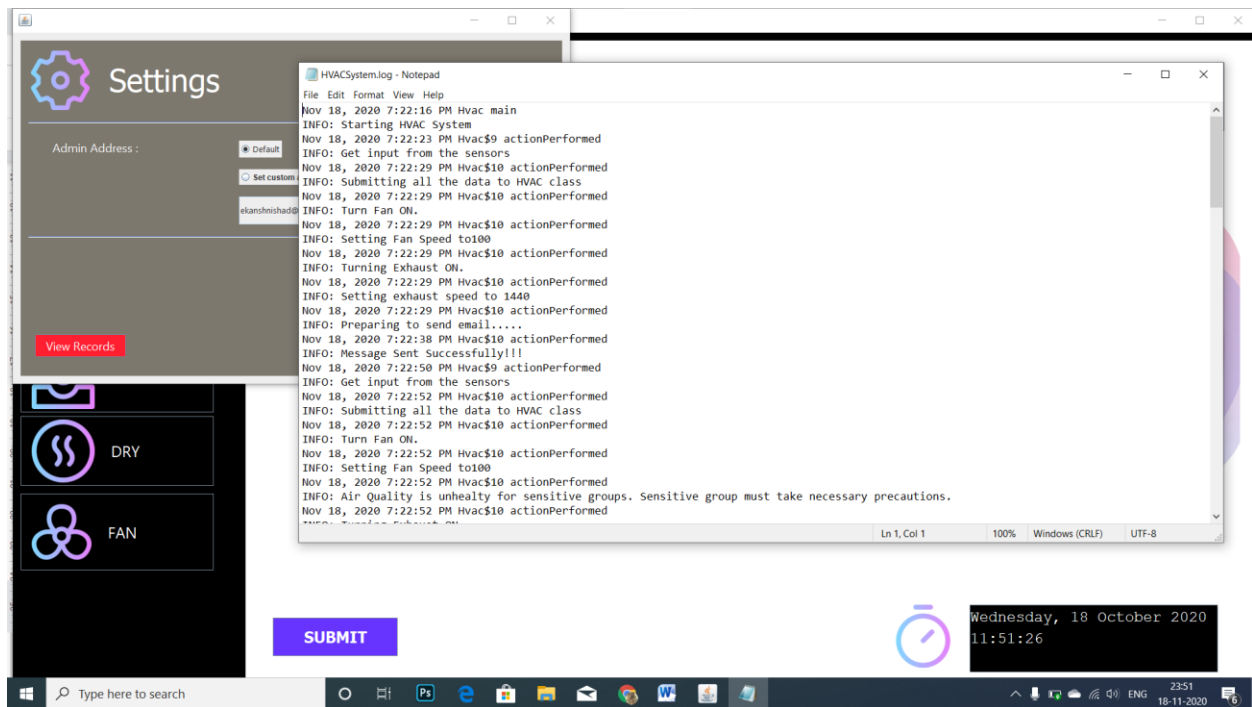 Settings
Admin Address :
Default
Set custom
ekanshnishad@
View Records
HVACSystem.log - Notepad
File Edit Format View Help
Nov 18, 2020 7:22:16 PM Hvac main
INFO: Starting HVAC System
Nov 18, 2020 7:22:23 PM Hvac$9 actionPerformed
INFO: Get input from the sensors
Nov 18, 2020 7:22:29 PM Hvac$10 actionPerformed
INFO: Submitting all the data to HVAC class
Nov 18, 2020 7:22:29 PM Hvac$10 actionPerformed
INFO: Turn Fan ON.
Nov 18, 2020 7:22:29 PM Hvac$10 actionPerformed
INFO: Setting Fan Speed to100
Nov 18, 2020 7:22:29 PM Hvac$10 actionPerformed
INFO: Turning Exhaust ON.
Nov 18, 2020 7:22:29 PM Hvac$10 actionPerformed
INFO: Setting exhaust speed to 1440
Nov 18, 2020 7:22:29 PM Hvac$10 actionPerformed
INFO: Preparing to send email.....
Nov 18, 2020 7:22:38 PM Hvac$10 actionPerformed
INFO: Message Sent Successfully!!!
Nov 18, 2020 7:22:50 PM Hvac$9 actionPerformed
INFO: Get input from the sensors
Nov 18, 2020 7:22:52 PM Hvac$10 actionPerformed
INFO: Submitting all the data to HVAC class
Nov 18, 2020 7:22:52 PM Hvac$10 actionPerformed
INFO: Turn Fan ON.
Nov 18, 2020 7:22:52 PM Hvac$10 actionPerformed
INFO: Setting Fan Speed to100
Nov 18, 2020 7:22:52 PM Hvac$10 actionPerformed
INFO: Air Quality is unhealty for sensitive groups. Sensitive group must take necessary precautions.
Nov 18, 2020 7:22:52 PM Hvac$10 actionPerformed
INFO: Turning Exhaust ON
Ln 1, Col 1
100%
Windows (CRLF)
UTF-8
DRY
FAN
SUBMIT
Wednesday, 18 October 2020
11:51:26
Type here to search
ENG
23:51
18-11-2020
6